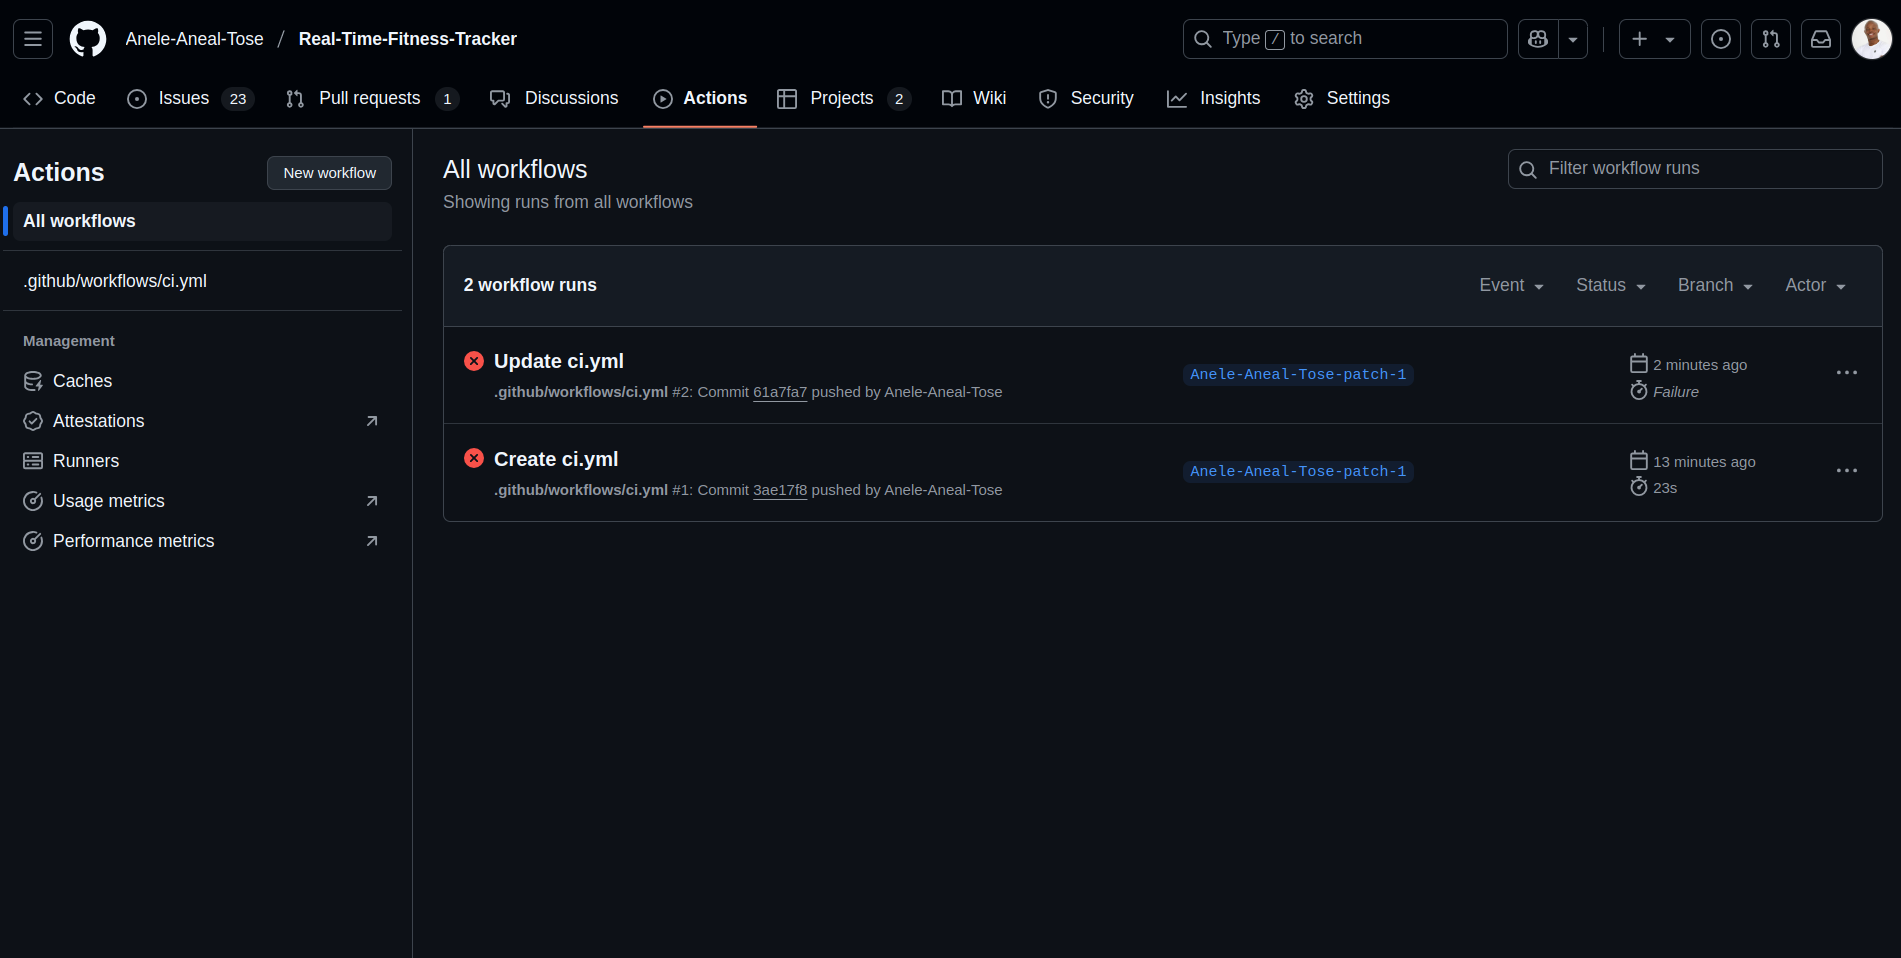 Anele-Aneal-Tose / Real-Time-Fitness-Tracker
Type / to search
Code
Issues 23
Pull requests 1
Discussions
Actions
Projects 2
Wiki
Security
Insights
Settings
Actions
New workflow
All workflows
.github/workflows/ci.yml
Management
Caches
Attestations
Runners
Usage metrics
Performance metrics
All workflows
Showing runs from all workflows
Filter workflow runs
2 workflow runs
Event
Status
Branch
Actor
Update ci.yml
.github/workflows/ci.yml #2: Commit 61a7fa7 pushed by Anele-Aneal-Tose
Anele-Aneal-Tose-patch-1
2 minutes ago
Failure
Create ci.yml
.github/workflows/ci.yml #1: Commit 3ae17f8 pushed by Anele-Aneal-Tose
Anele-Aneal-Tose-patch-1
13 minutes ago
23s